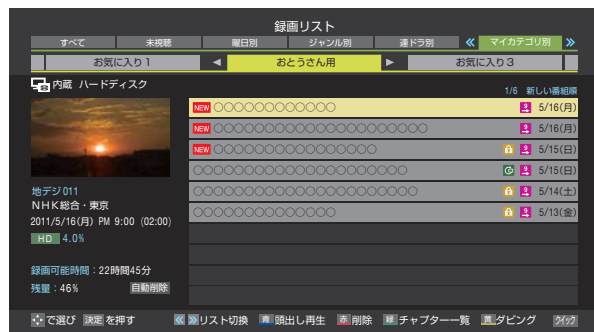 録画リスト
すべて 未視聴 曜日別 ジャンル別 連ドラ別 マイカテゴリ別
お気に入り1 おとうさん用 お気に入り3
内蔵 ハードディスク
1/6 新しい番組順
NEW 〇〇〇〇〇〇〇〇〇〇〇〇 5/16(月)
NEW 〇〇〇〇〇〇〇〇〇〇〇〇〇〇〇〇〇〇〇〇〇 5/16(月)
NEW 〇〇〇〇〇〇〇〇〇〇〇〇〇〇〇〇 5/15(日)
〇〇〇〇〇〇〇〇〇〇〇〇〇〇〇〇〇〇〇〇〇 5/15(日)
〇〇〇〇〇〇〇〇〇〇〇〇〇〇〇〇〇〇〇〇〇〇 5/14(土)
〇〇〇〇〇〇〇〇〇〇〇〇〇〇 5/13(金)
地デジ011
NHK総合・東京
2011/5/16(月) PM 9:00 (02:00)
HD 4.0%
録画可能時間：22時間45分
残量：46% 自動削除
で選び 決定 を押す リスト切換 青 頭出し再生 赤 削除 緑 チャプター一覧 黄 ダビング クイック